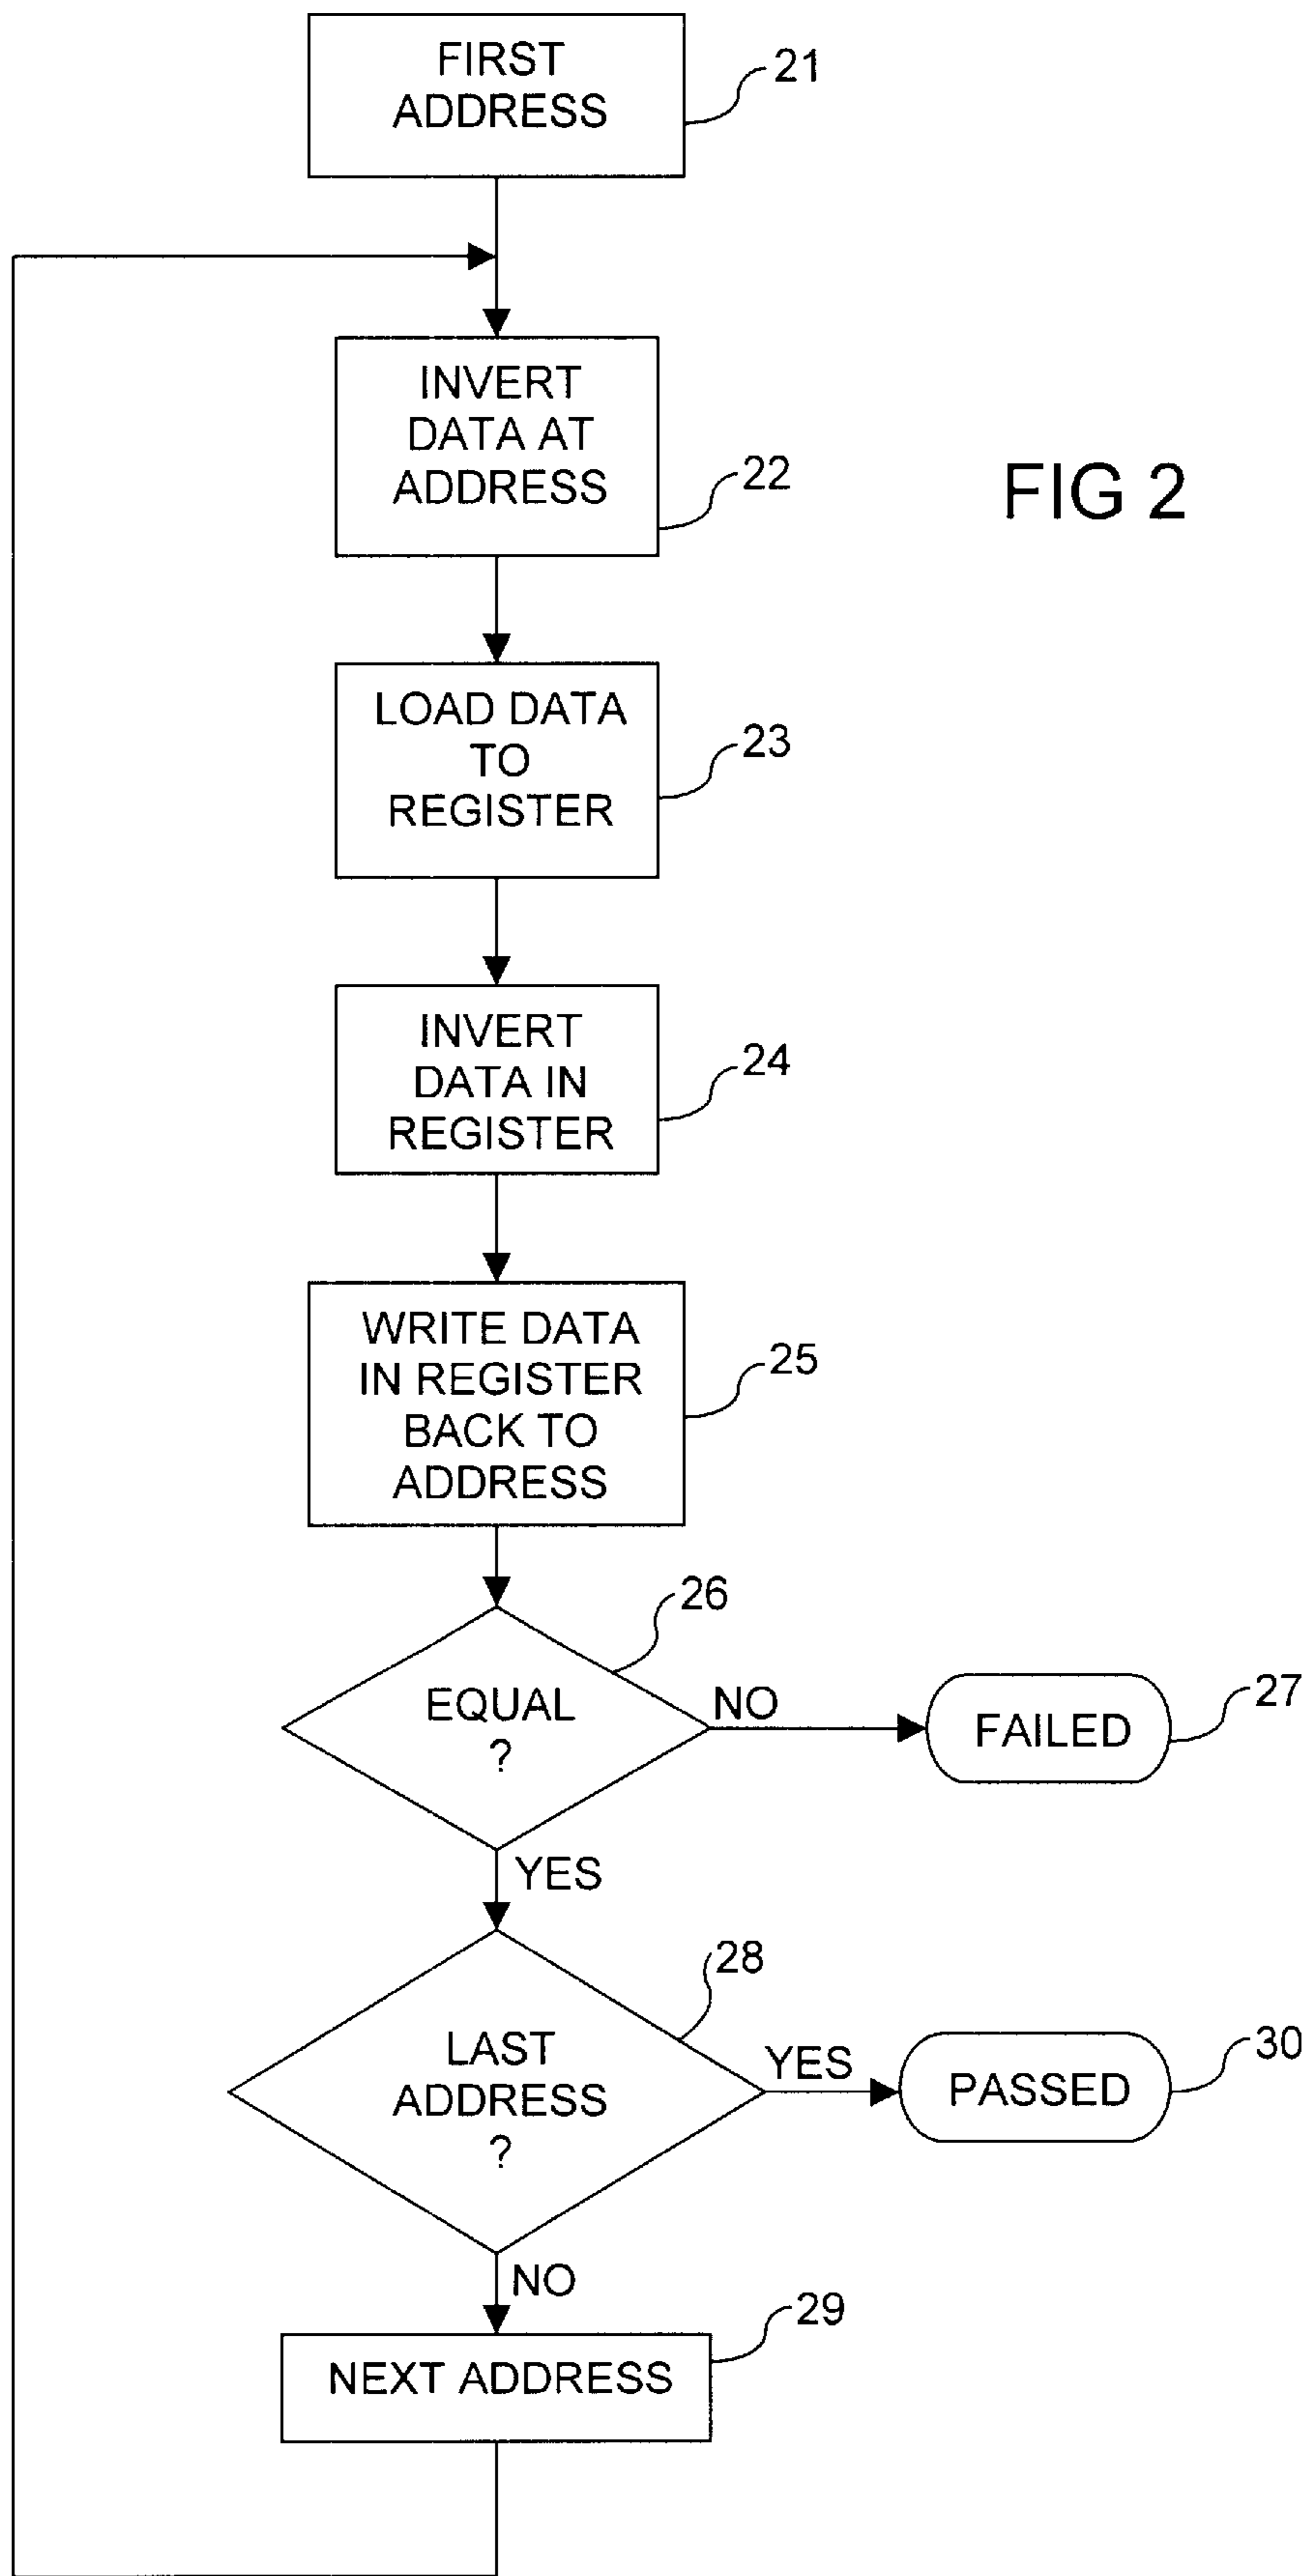 FIRST
ADDRESS
21
INVERT
DATA AT
ADDRESS
22
FIG 2
LOAD DATA
TO
REGISTER
23
INVERT
DATA IN
REGISTER
24
WRITE DATA
IN REGISTER
BACK TO
ADDRESS
25
26
EQUAL
?
NO
FAILED
27
YES
28
LAST
ADDRESS
?
YES
PASSED
30
NO
29
NEXT ADDRESS